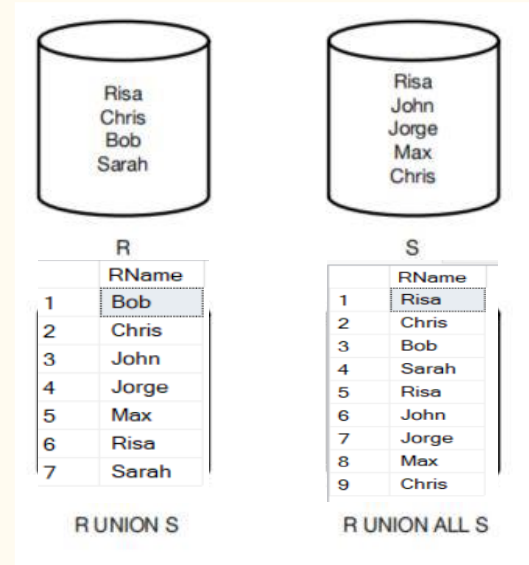 Risa
Chris
Bob
Sarah
R
Risa
John
Jorge
Max
Chris
S
RName
1 Bob
2 Chris
3 John
4 Jorge
5 Max
6 Risa
7 Sarah
R UNION S
RName
1 Risa
2 Chris
3 Bob
4 Sarah
5 Risa
6 John
7 Jorge
8 Max
9 Chris
R UNION ALL S